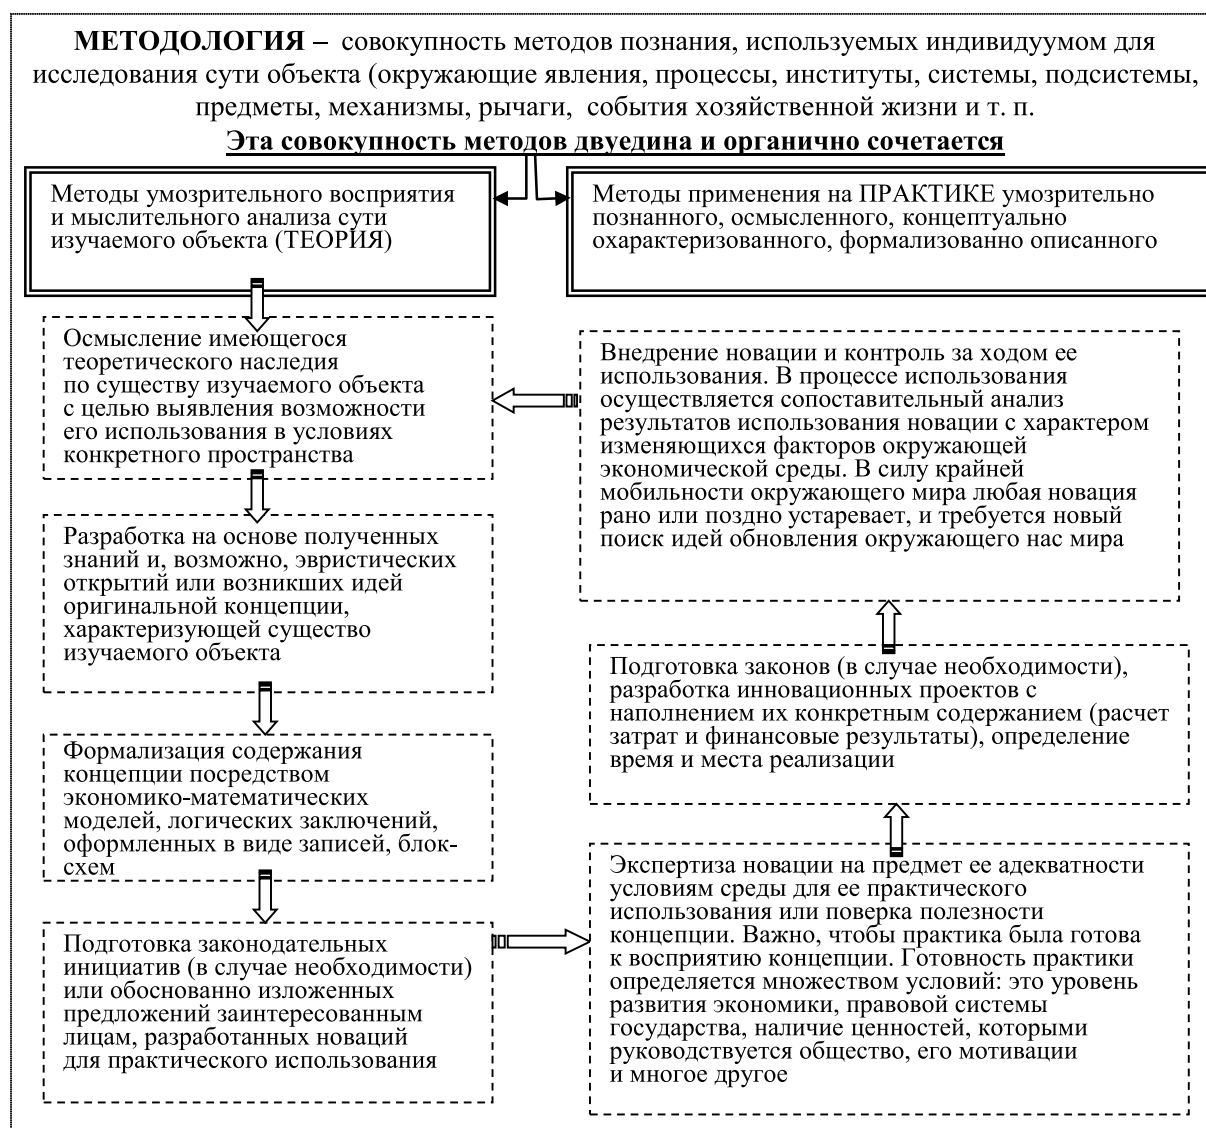 МЕТОДОЛОГИЯ – совокупность методов познания, используемых индивидуумом для
исследования сути объекта (окружающие явления, процессы, институты, системы, подсистемы,
предметы, механизмы, рычаги, события хозяйственной жизни и т. п.
Эта совокупность методов двуедина и органично сочетается
Методы умозрительного восприятия
и мыслительного анализа сути
изучаемого объекта (ТЕОРИЯ)
Методы применения на ПРАКТИКЕ умозрительно
познанного, осмысленного, концептуально
охарактеризованного, формализованно описанного
Осмысление имеющегося
теоретического наследия
по существу изучаемого объекта
с целью выявления возможности
его использования в условиях
конкретного пространства
Разработка на основе полученных
знаний и, возможно, эвристических
открытий или возникших идей
оригинальной концепции,
характеризующей существо
изучаемого объекта
Формализация содержания
концепции посредством
экономико-математических
моделей, логических заключений,
оформленных в виде записей, блок-
схем
Подготовка законодательных
инициатив (в случае необходимости)
или обоснованно изложенных
предложений заинтересованным
лицам, разработанных новаций
для практического использования
Внедрение новации и контроль за ходом ее
использования. В процессе использования
осуществляется сопоставительный анализ
результатов использования новации с характером
изменяющихся факторов окружающей
экономической среды. В силу крайней
мобильности окружающего мира любая новация
рано или поздно устаревает, и требуется новый
поиск идей обновления окружающего нас мира
Подготовка законов (в случае необходимости),
разработка инновационных проектов с
наполнением их конкретным содержанием (расчет
затрат и финансовые результаты), определение
время и места реализации
Экспертиза новации на предмет ее адекватности
условиям среды для ее практического
использования или поверка полезности
концепции. Важно, чтобы практика была готова
к восприятию концепции. Готовность практики
определяется множеством условий: это уровень
развития экономики, правовой системы
государства, наличие ценностей, которыми
руководствуется общество, его мотивации
и многое другое